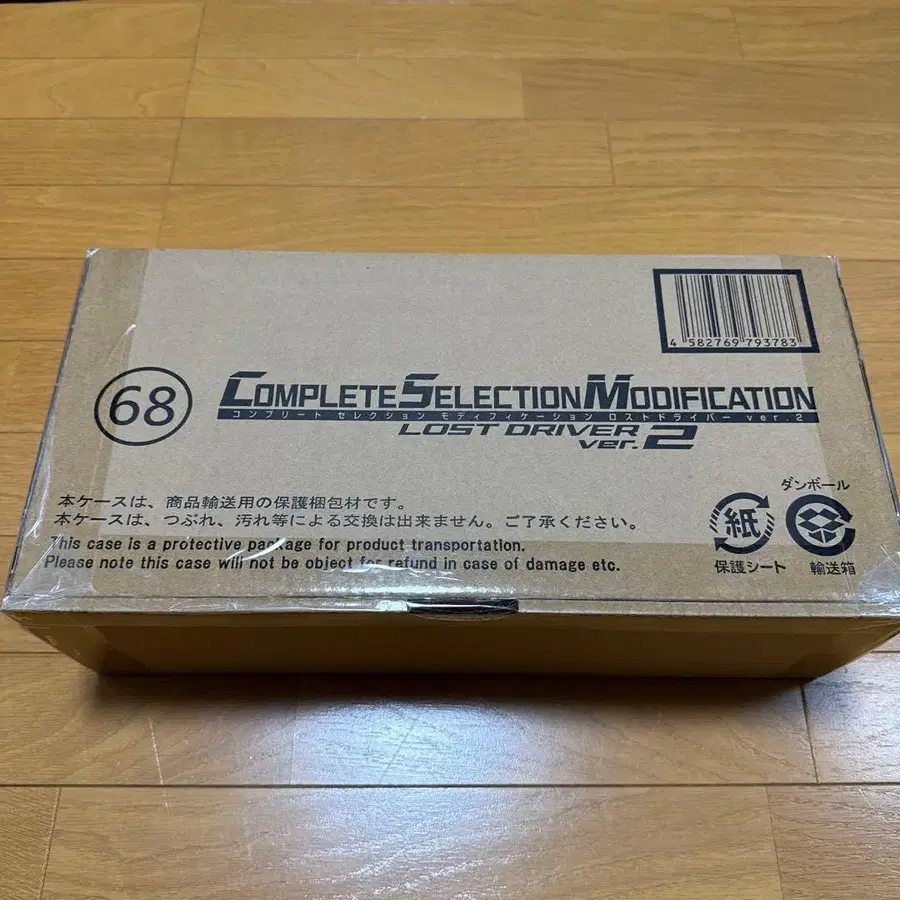 4 582769 793783
68
COMPLETE SELECTION MODIFICATION
コンプリート セレクション モディフィケーション ロストドライバー ver.2
LOST DRIVER
ver.2
本ケースは、商品輸送用の保護梱包材です。
本ケースは、つぶれ、汚れ等による交換は出来ません。ご了承ください。
This case is a protective package for product transportation.
Please note this case will not be object for refund in case of damage etc.
ダンボール
紙
保護シート
輸送箱